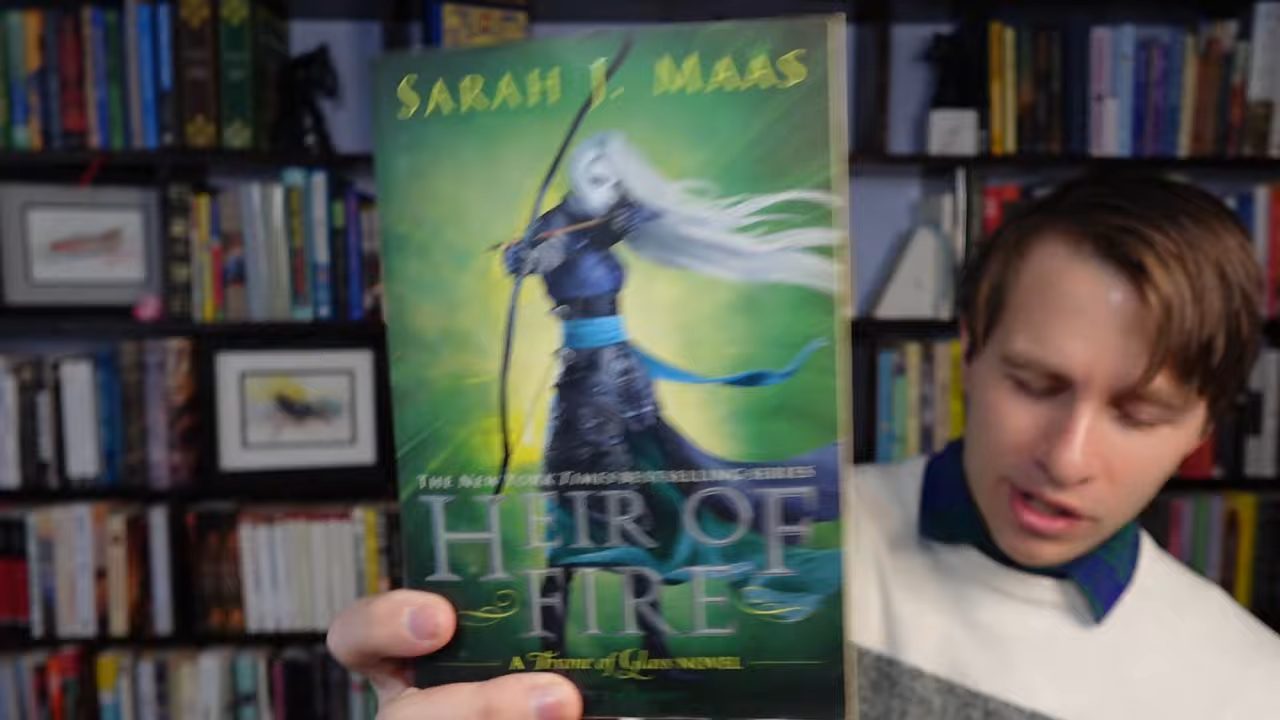 SARAH J. MAAS
THE NEW YORK TIMES BESTSELLING SERIES
HEIR OF
FIRE
A Throne of Glass NOVEL